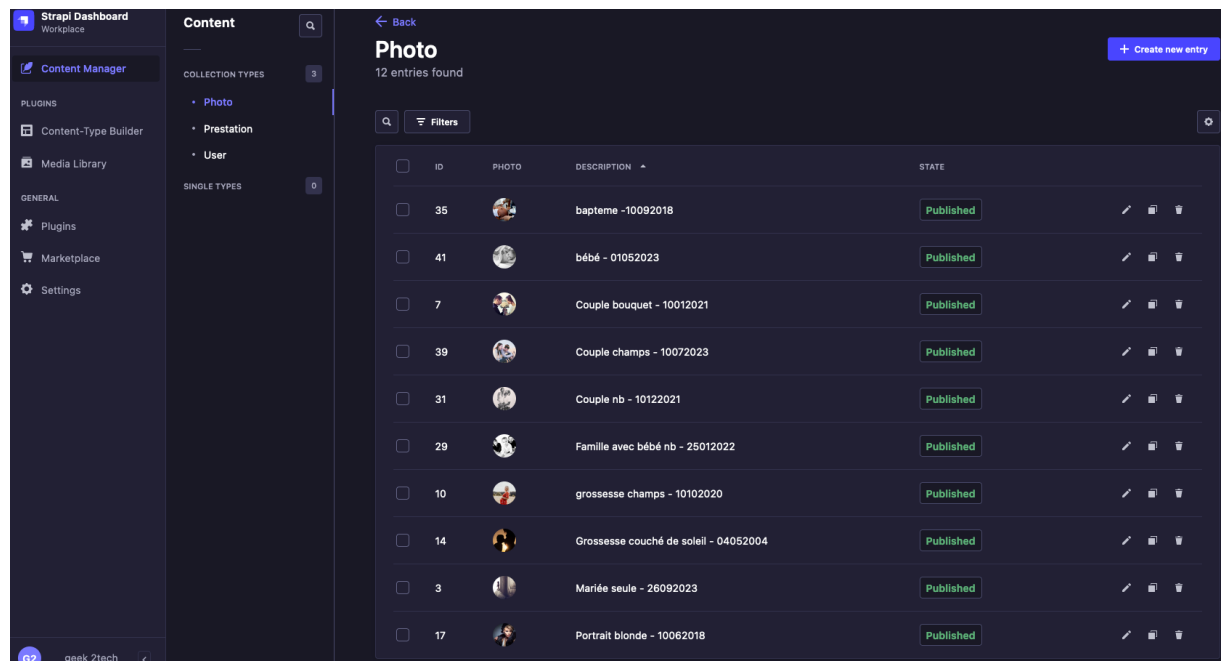 Strapi Dashboard
Workplace
Content Manager
PLUGINS
Content-Type Builder
Media Library
GENERAL
Plugins
Marketplace
Settings
G2 geek 2tech
Content
COLLECTION TYPES 3
Photo
Prestation
User
SINGLE TYPES 0
Back
Photo
12 entries found
Create new entry
Filters
ID PHOTO DESCRIPTION STATE
35 bapteme -10092018 Published
41 bébé - 01052023 Published
7 Couple bouquet - 10012021 Published
39 Couple champs - 10072023 Published
31 Couple nb - 10122021 Published
29 Famille avec bébé nb - 25012022 Published
10 grossesse champs - 10102020 Published
14 Grossesse couché de soleil - 04052004 Published
3 Mariée seule - 26092023 Published
17 Portrait blonde - 10062018 Published